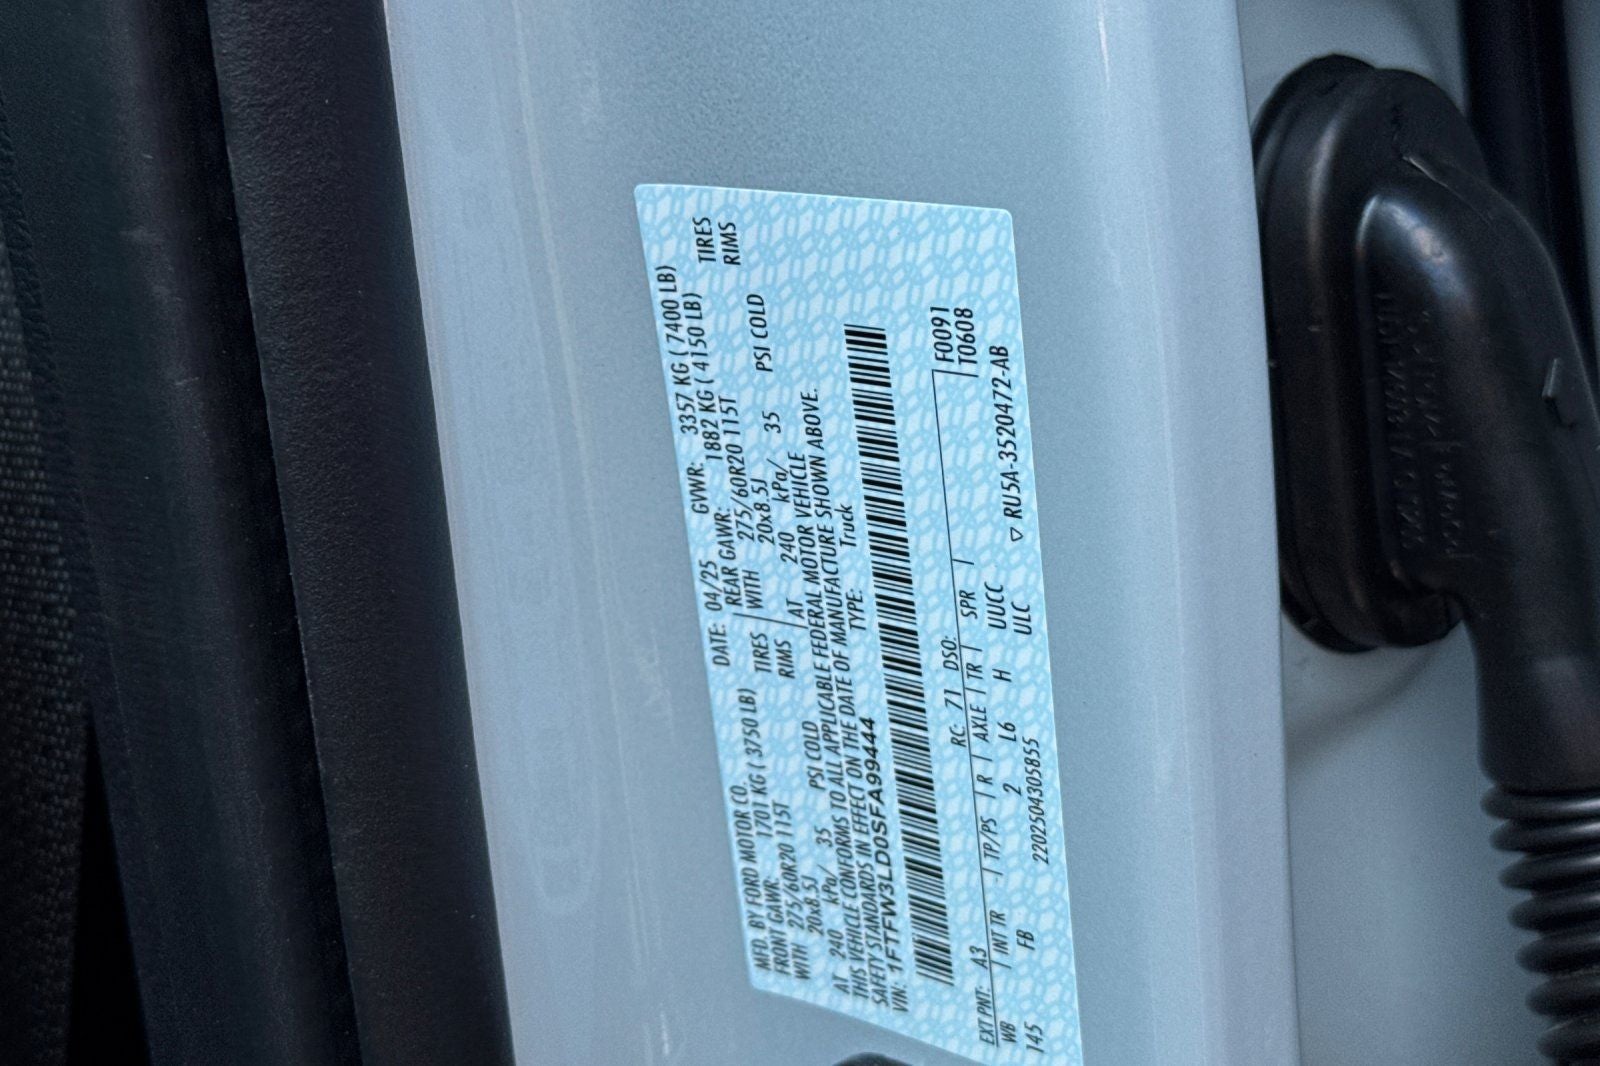 MFD. BY FORD MOTOR CO.
DATE: 04/25 GVWR: 3357 KG ( 7400 LB)
FRONT GAWR: 1701 KG ( 3750 LB) REAR GAWR: 1882 KG ( 4150 LB)
WITH 275/60R20 115T TIRES WITH 275/60R20 115T TIRES
20x8.5J RIMS 20x8.5J RIMS
AT 240 kPa/ 35 PSI COLD AT 240 kPa/ 35 PSI COLD
THIS VEHICLE CONFORMS TO ALL APPLICABLE FEDERAL MOTOR VEHICLE
SAFETY STANDARDS IN EFFECT ON THE DATE OF MANUFACTURE SHOWN ABOVE.
VIN: 1FTFW3LD0SFA99444 TYPE: Truck
F0091
T0608
EXT PNT: A3 RC: 71 DSO:
WB INT TR TP/PS R AXLE TR SPR
145 FB 2 L6 H UUCC
220250430585​5 ULC ▽ RU5A-3520472-AB